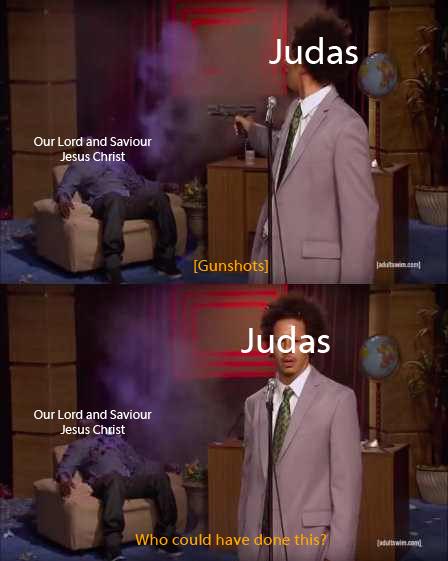 Judas
Our Lord and Saviour
Jesus Christ
[Gunshots]
[adultswim.com]
Judas
Our Lord and Saviour
Jesus Christ
Who could have done this?
[adultswim.com]